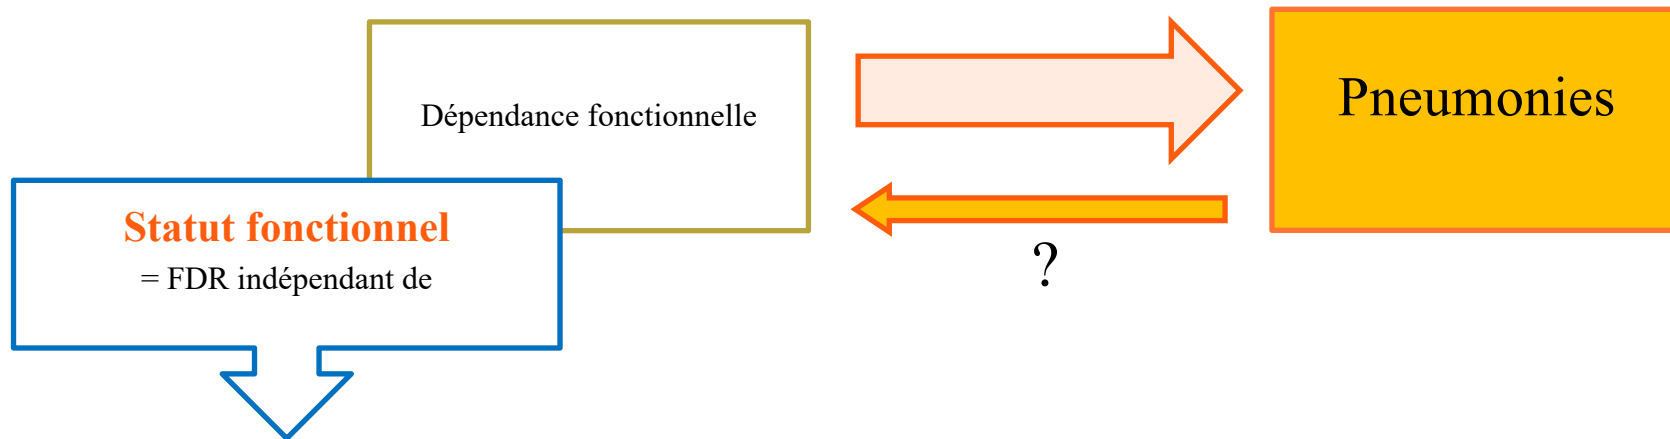 Dépendance fonctionnelle
Pneumonies
Statut fonctionnel
= FDR indépendant de
?